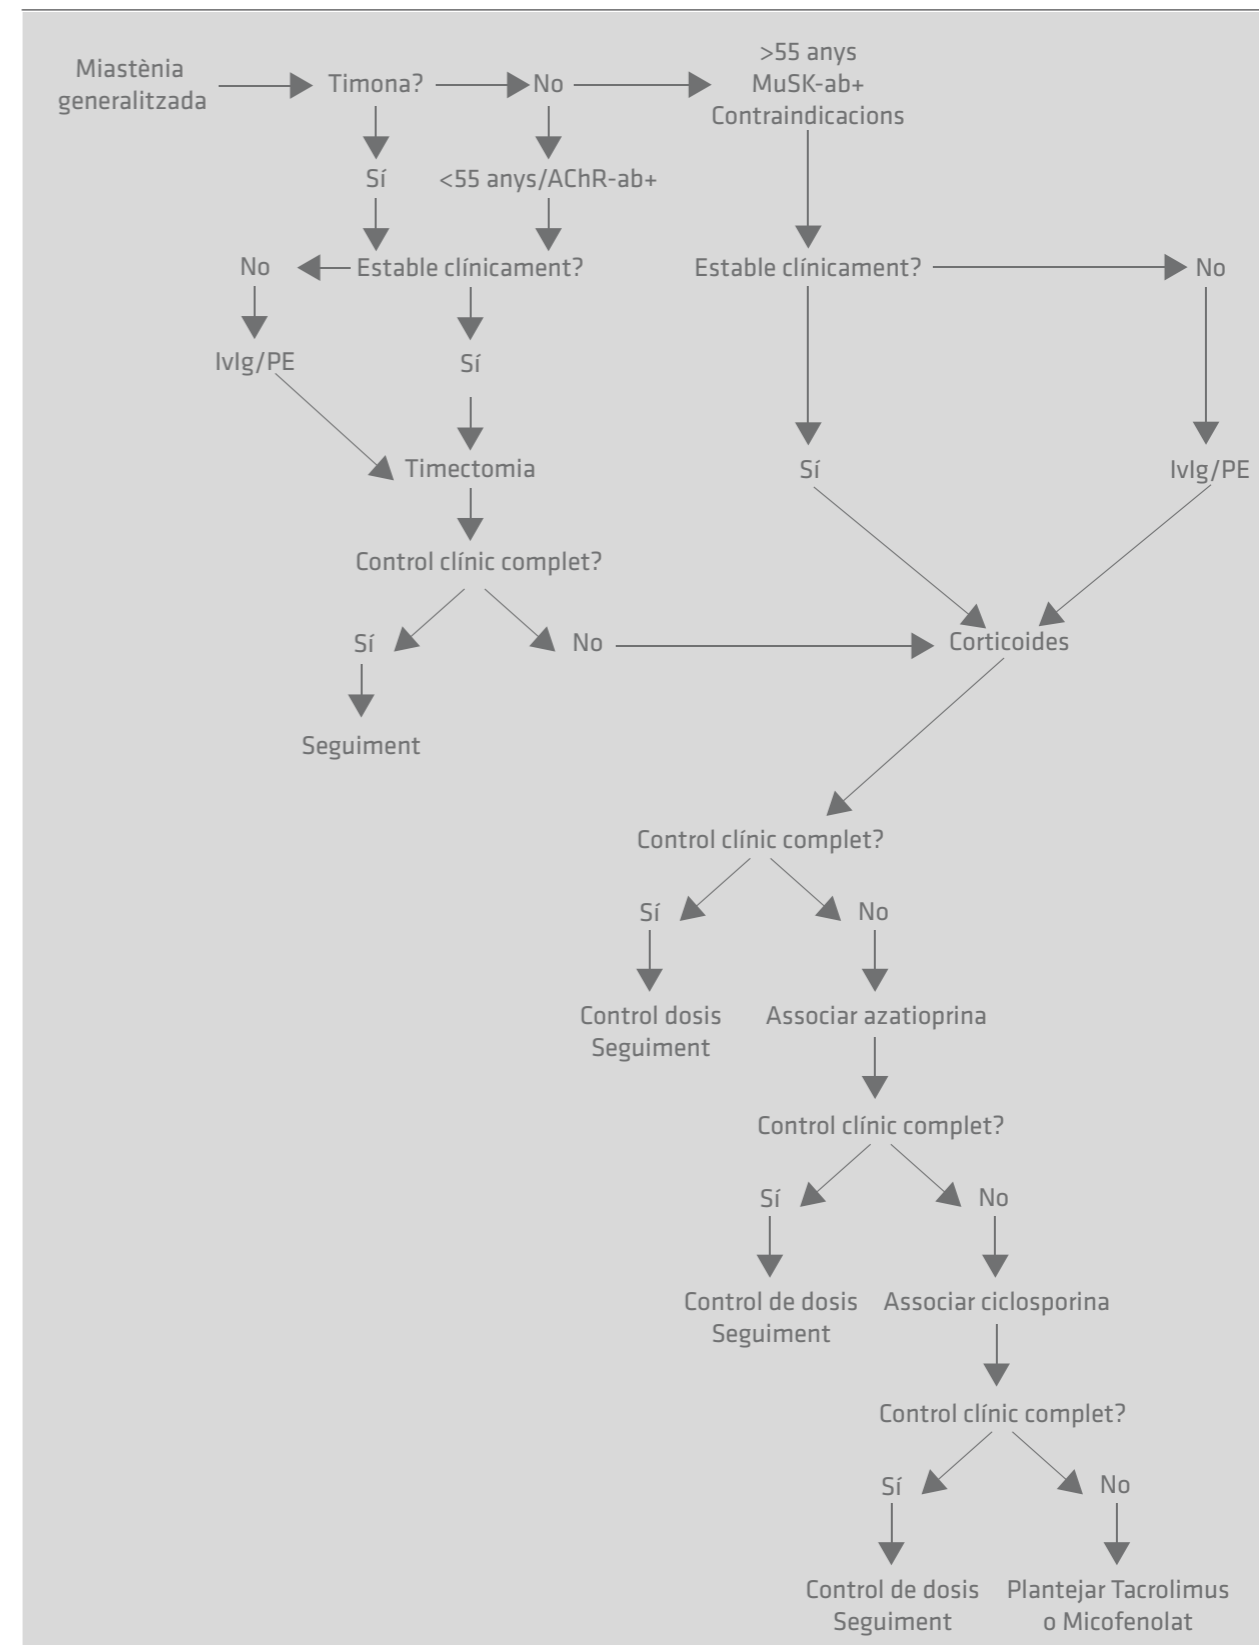 Miastènia
generalitzada
Timona?
No
>55 anys
MuSK-ab+
Contraindicacions
Sí
<55 anys/AChR-ab+
No
Estable clínicament?
Estable clínicament?
No
IvIg/PE
Sí
Timectomia
Sí
IvIg/PE
Control clínic complet?
Sí
No
Corticoides
Seguiment
Control clínic complet?
Sí
No
Control dosis
Seguiment
Associar azatioprina
Control clínic complet?
Sí
No
Control de dosis
Seguiment
Associar ciclosporina
Control clínic complet?
Sí
No
Control de dosis
Seguiment
Plantejar Tacrolimus
o Micofenolat